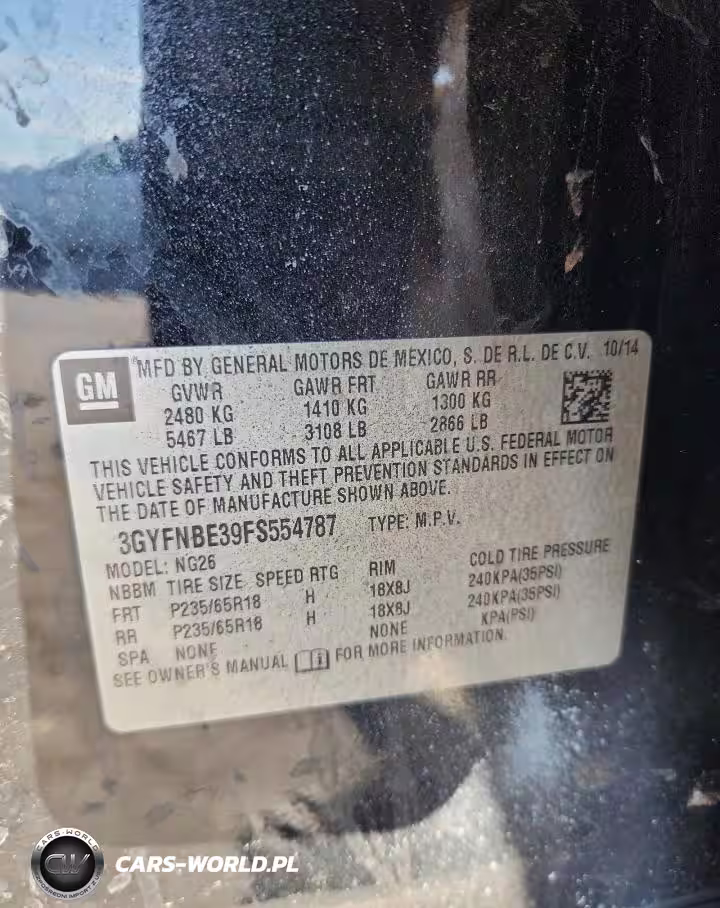 GM
MFD BY GENERAL MOTORS DE MEXICO, S. DE R.L. DE C.V. 10/14
GVWR GAWR FRT GAWR RR
2480 KG 1410 KG 1300 KG
5467 LB 3108 LB 2866 LB
THIS VEHICLE CONFORMS TO ALL APPLICABLE U.S. FEDERAL MOTOR
VEHICLE SAFETY AND THEFT PREVENTION STANDARDS IN EFFECT ON
THE DATE OF MANUFACTURE SHOWN ABOVE.
3GYFNBE39FS554787 TYPE: M.P.V.
MODEL: NG26
NBBM TIRE SIZE SPEED RTG RIM COLD TIRE PRESSURE
FRT P235/65R18 H 18X8J 240KPA(35PSI)
RR P235/65R18 H 18X8J 240KPA(35PSI)
SPA NONE NONE KPA(PSI)
SEE OWNER'S MANUAL FOR MORE INFORMATION.
CARS-WORLD
CW
CARS-WORLD.PL